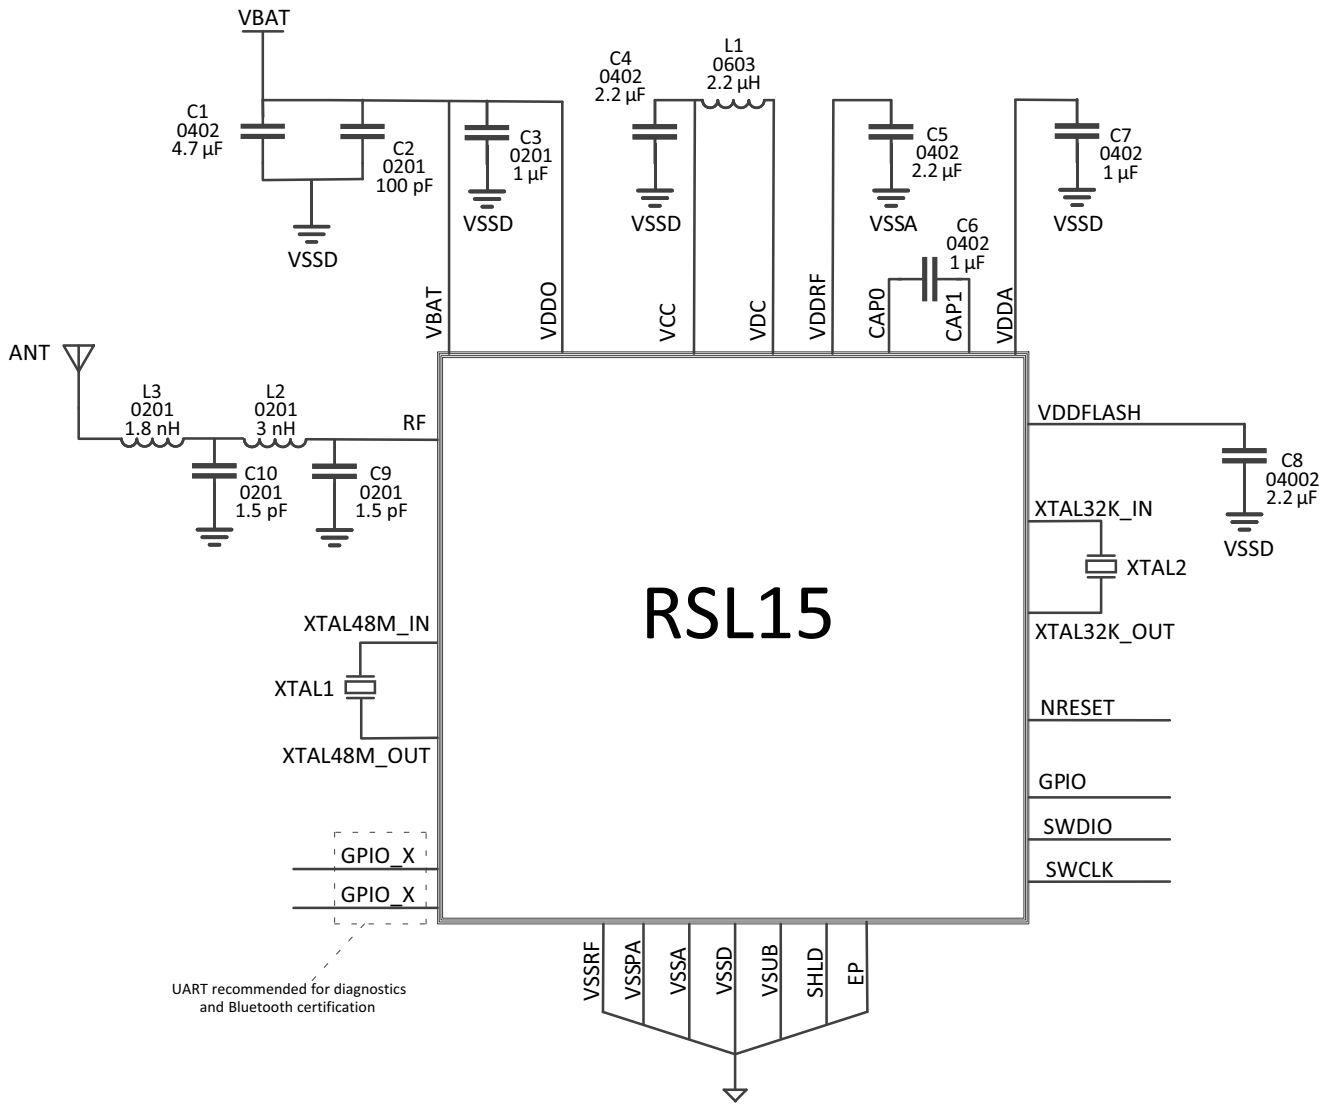 VBAT
C1
0402
4.7 µF
C2
0201
100 pF
VSSD
C3
0201
1 µF
VSSD
C4
0402
2.2 µF
VSSD
L1
0603
2.2 µH
C5
0402
2.2 µF
VSSA
C6
0402
1 µF
C7
0402
1 µF
VSSD
VBAT
VDDO
VCC
VDC
VDDRF
CAP0
CAP1
VDDA
ANT
L3
0201
1.8 nH
L2
0201
3 nH
RF
C10
0201
1.5 pF
C9
0201
1.5 pF
VDDFLASH
C8
04002
2.2 µF
VSSD
XTAL32K_IN
XTAL2
XTAL32K_OUT
RSL15
XTAL48M_IN
XTAL1
XTAL48M_OUT
NRESET
GPIO
SWDIO
SWCLK
GPIO_X
GPIO_X
UART recommended for diagnostics
and Bluetooth certification
VSSRF
VSSPA
VSSA
VSSD
VSUB
SHLD
EP